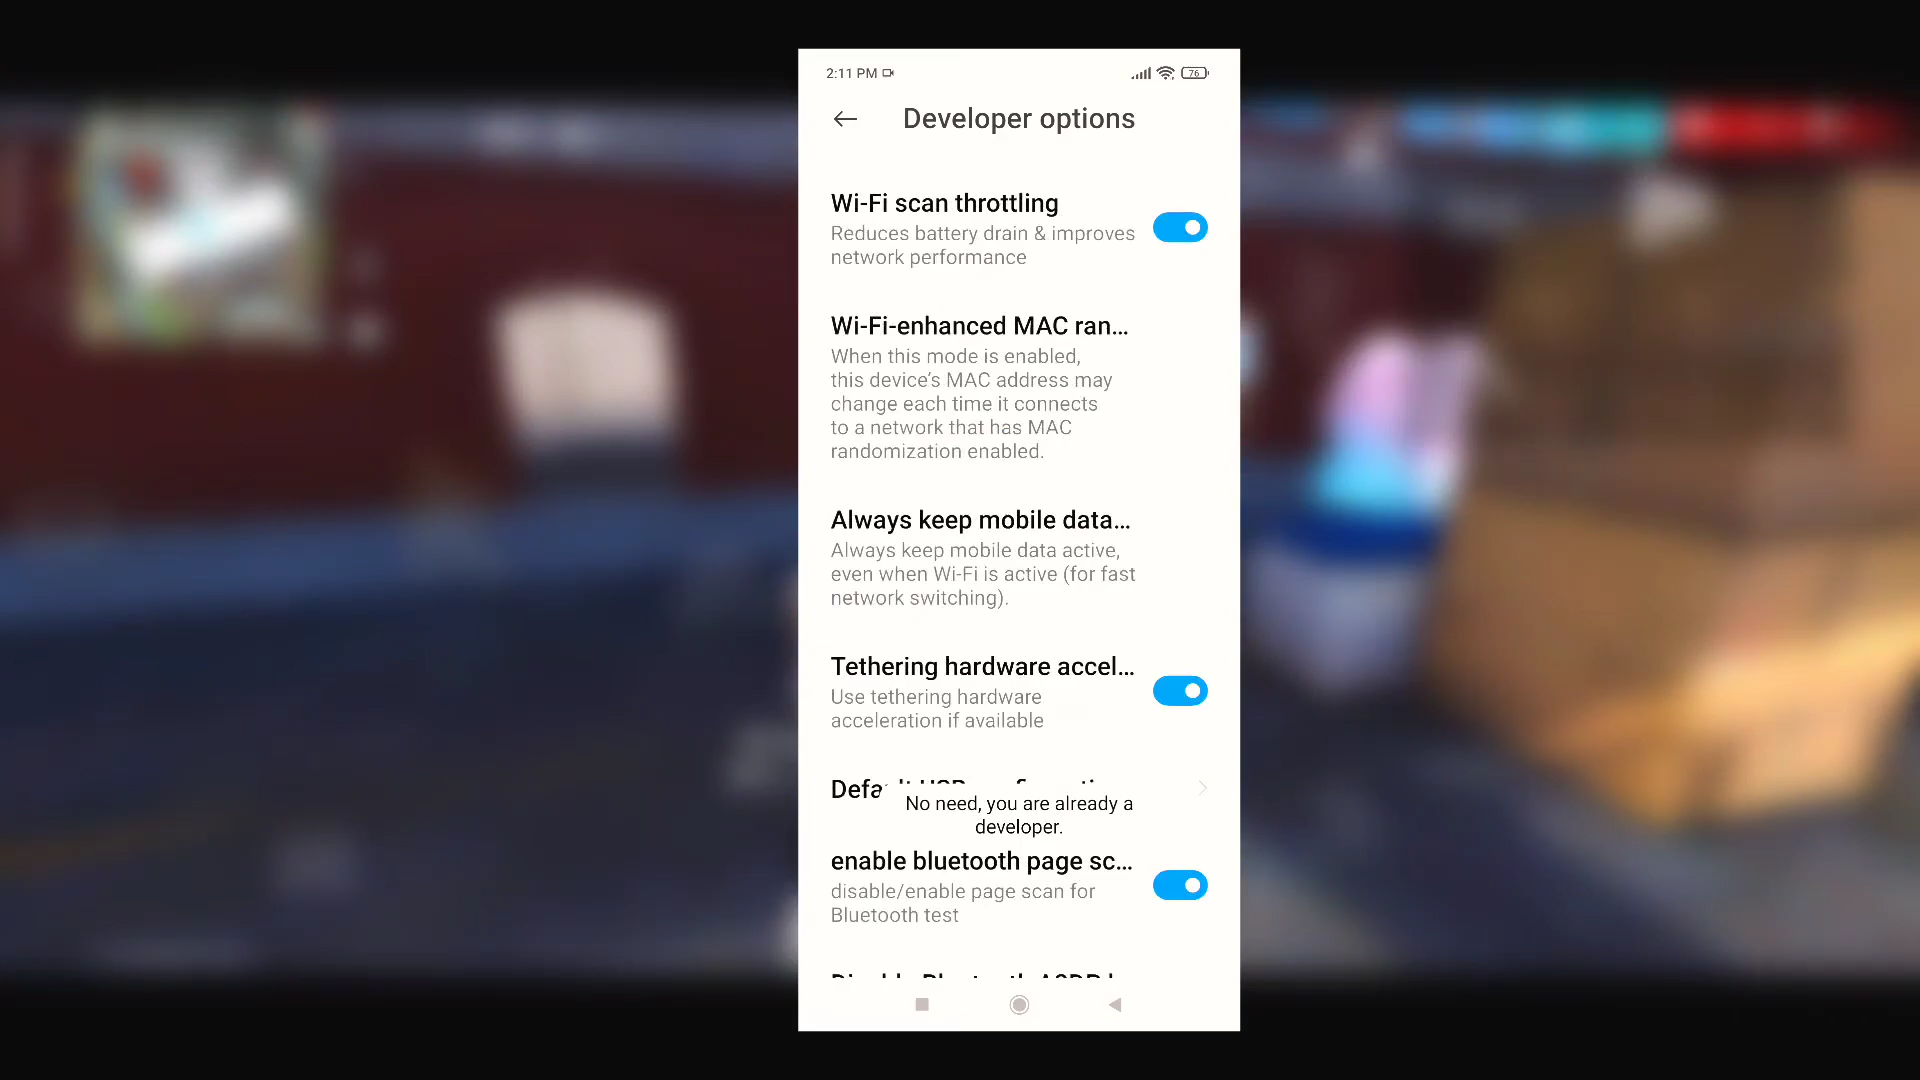 2:11 PM
76
Developer options
Wi-Fi scan throttling
Reduces battery drain & improves
network performance
Wi-Fi-enhanced MAC ran...
When this mode is enabled,
this device's MAC address may
change each time it connects
to a network that has MAC
randomization enabled.
Always keep mobile data...
Always keep mobile data active,
even when Wi-Fi is active (for fast
network switching).
Tethering hardware accel...
Use tethering hardware
acceleration if available
No need, you are already a
developer.
enable bluetooth page sc...
disable/enable page scan for
Bluetooth test